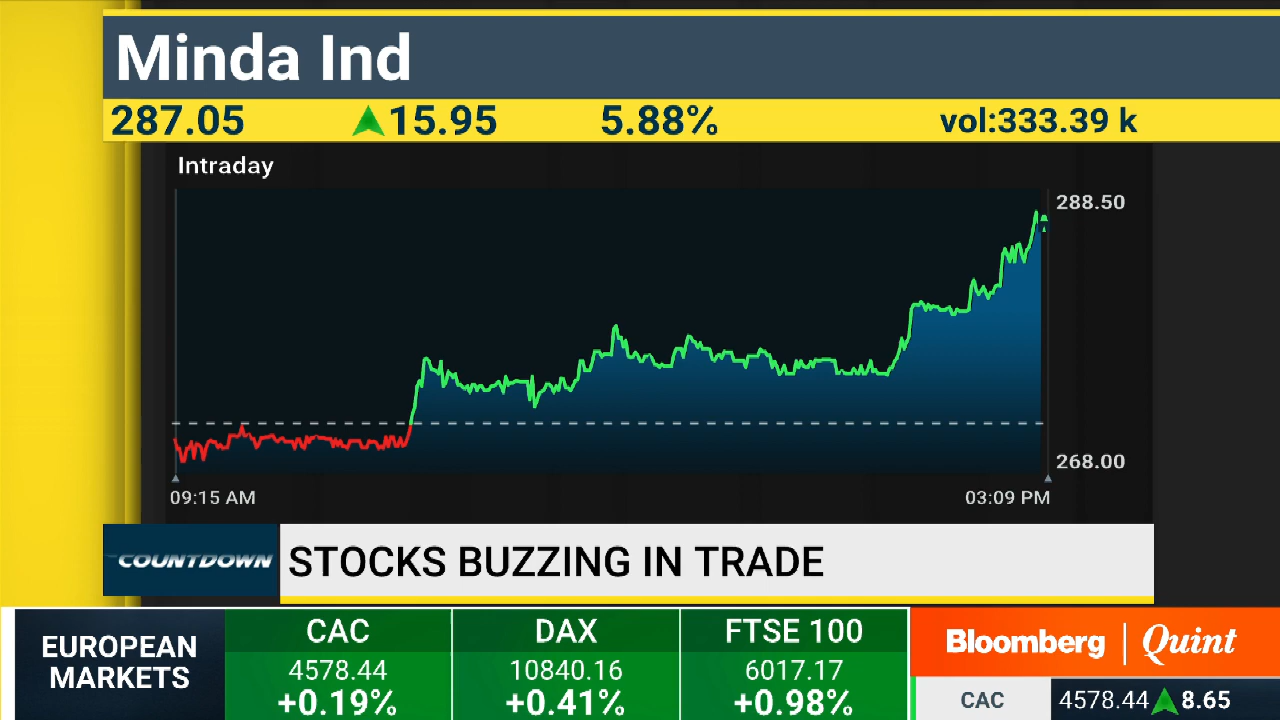 Minda Ind
287.05 15.95 5.88% vol:333.39 k
Intraday
288.50
268.00
09:15 AM 03:09 PM
COUNTDOWN STOCKS BUZZING IN TRADE
EUROPEAN
MARKETS
CAC
4578.44
+0.19%
DAX
10840.16
+0.41%
FTSE 100
6017.17
+0.98%
Bloomberg | Quint
CAC 4578.44 8.65